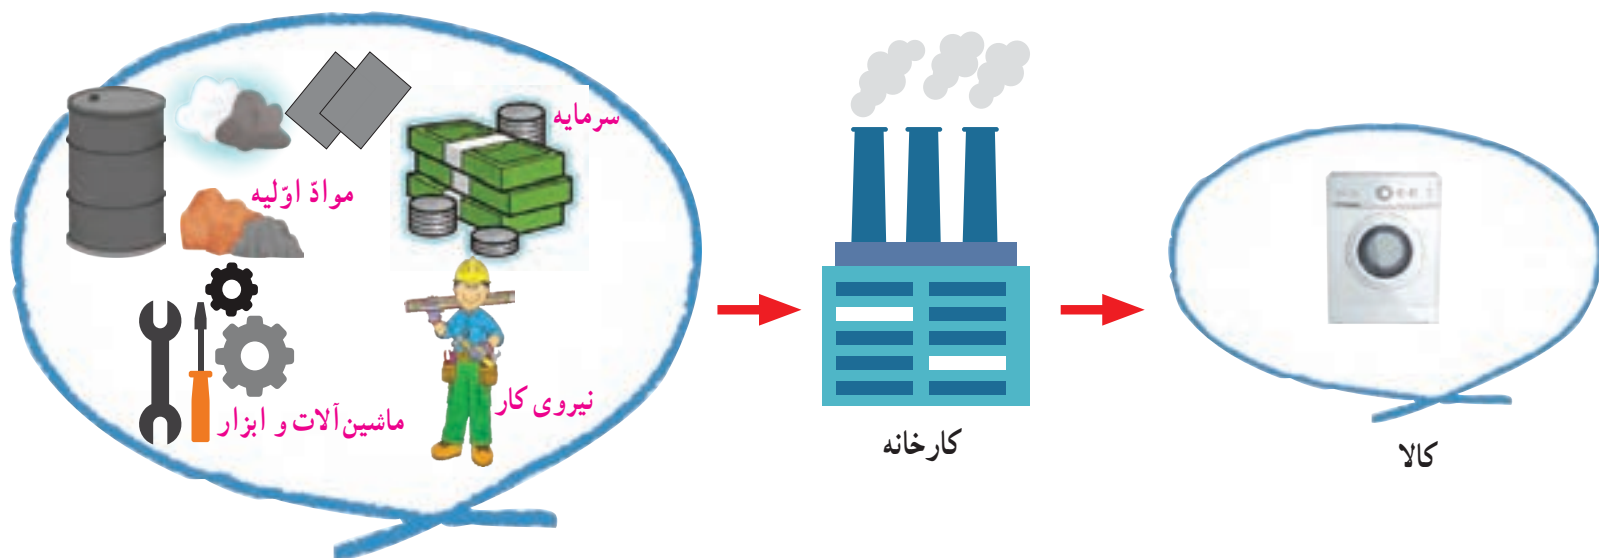 سرمایه
موادّ اوّلیه
نیروی کار
ماشین‌آلات و ابزار
کارخانه
کالا